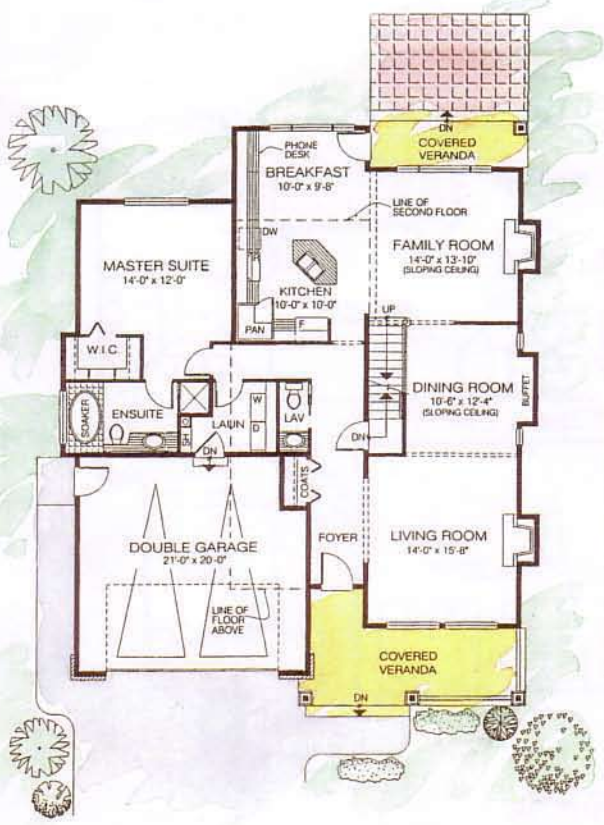 DN
COVERED
VERANDA
PHONE
DESK
BREAKFAST
10'-0" x 9'-8"
LINE OF
SECOND FLOOR
DW
FAMILY ROOM
14'-0" x 13'-10"
(SLOPING CEILING)
MASTER SUITE
14'-0" x 12'-0"
KITCHEN
10'-0" x 10'-0"
PAN
F
UP
W.I.C.
DINING ROOM
10'-6" x 12'-4"
(SLOPING CEILING)
BUFFET
SOAKER
ENSUITE
W
LAUN
D
LAV
SH
DN
DN
COATS
LIVING ROOM
14'-0" x 15'-8"
FOYER
DOUBLE GARAGE
21'-0" x 20'-0"
LINE OF
FLOOR
ABOVE
COVERED
VERANDA
DN